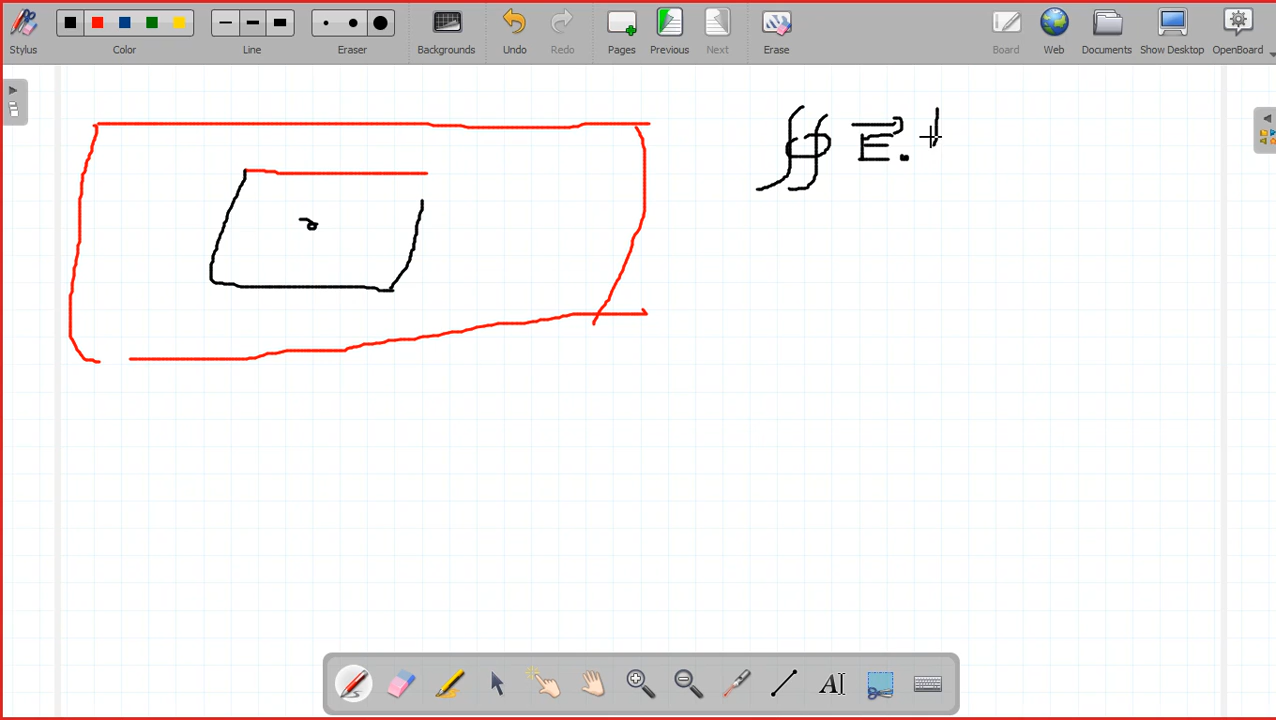 Stylus Color Line Eraser Backgrounds Undo Redo Pages Previous Next Erase Board Web Documents Show Desktop OpenBoard
∯ E⃗ .